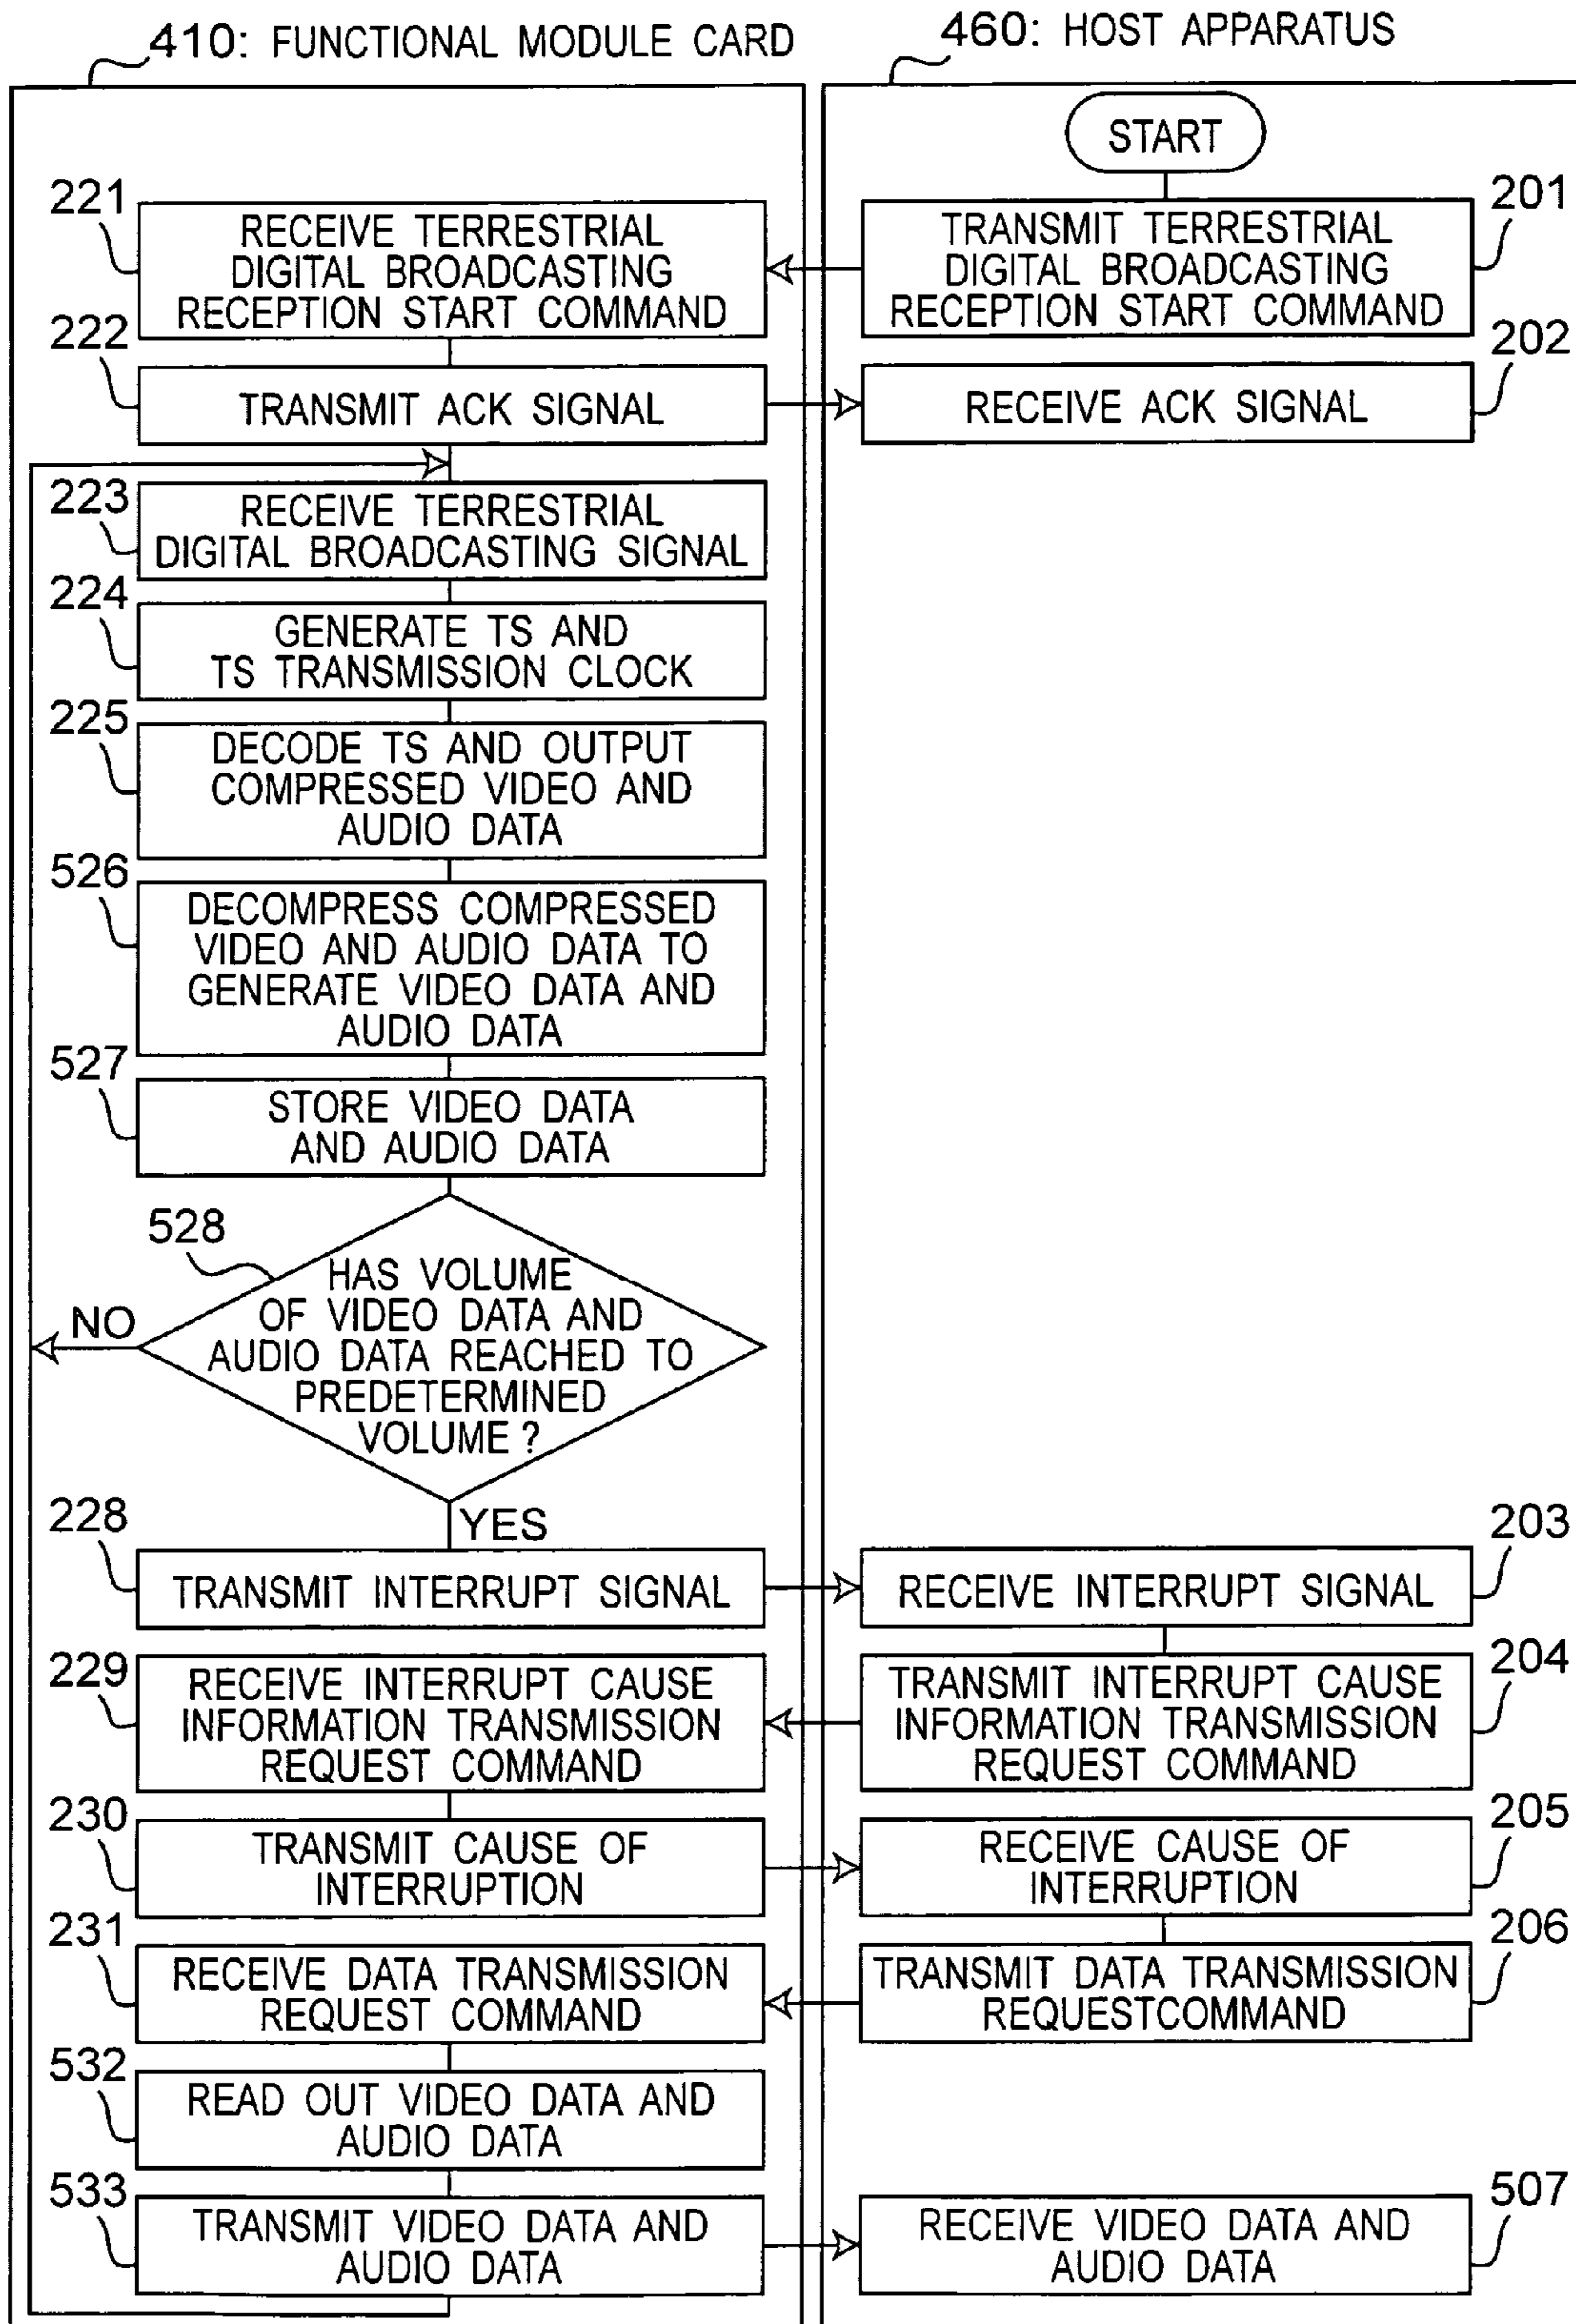 410: FUNCTIONAL MODULE CARD
460: HOST APPARATUS
START
221
RECEIVE TERRESTRIAL
DIGITAL BROADCASTING
RECEPTION START COMMAND
201
TRANSMIT TERRESTRIAL
DIGITAL BROADCASTING
RECEPTION START COMMAND
222
TRANSMIT ACK SIGNAL
202
RECEIVE ACK SIGNAL
223
RECEIVE TERRESTRIAL
DIGITAL BROADCASTING SIGNAL
224
GENERATE TS AND
TS TRANSMISSION CLOCK
225
DECODE TS AND OUTPUT
COMPRESSED VIDEO AND
AUDIO DATA
526
DECOMPRESS COMPRESSED
VIDEO AND AUDIO DATA TO
GENERATE VIDEO DATA AND
AUDIO DATA
527
STORE VIDEO DATA
AND AUDIO DATA
528
HAS VOLUME
OF VIDEO DATA AND
AUDIO DATA REACHED TO
PREDETERMINED
VOLUME ?
NO
YES
228
TRANSMIT INTERRUPT SIGNAL
203
RECEIVE INTERRUPT SIGNAL
229
RECEIVE INTERRUPT CAUSE
INFORMATION TRANSMISSION
REQUEST COMMAND
204
TRANSMIT INTERRUPT CAUSE
INFORMATION TRANSMISSION
REQUEST COMMAND
230
TRANSMIT CAUSE OF
INTERRUPTION
205
RECEIVE CAUSE OF
INTERRUPTION
231
RECEIVE DATA TRANSMISSION
REQUEST COMMAND
206
TRANSMIT DATA TRANSMISSION
REQUESTCOMMAND
532
READ OUT VIDEO DATA AND
AUDIO DATA
533
TRANSMIT VIDEO DATA AND
AUDIO DATA
507
RECEIVE VIDEO DATA AND
AUDIO DATA